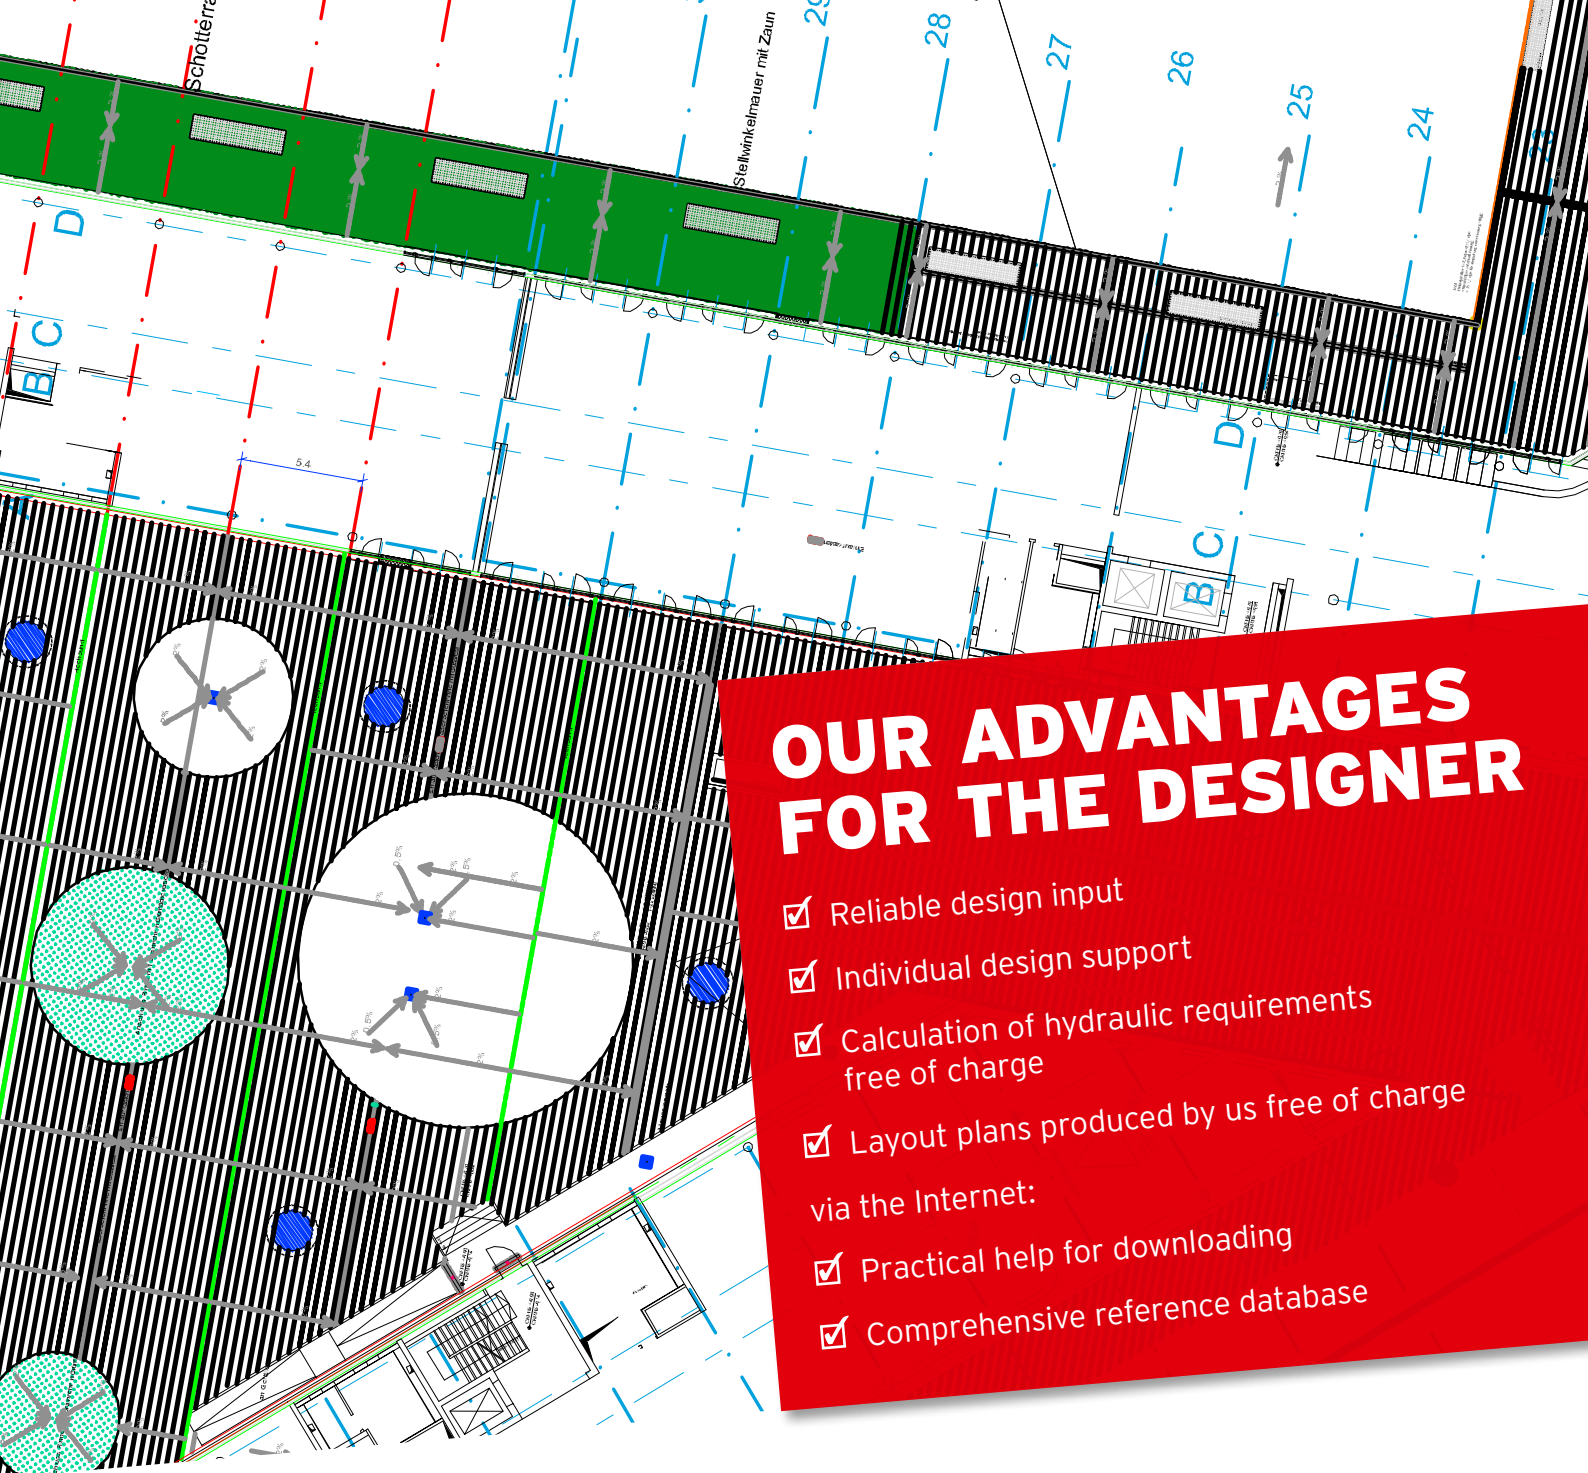 Schotterra
Stellwinkelmauer mit Zaun
29
28
27
26
25
24
23
D
C
B
A
5.4
D
C
B
OUR ADVANTAGES
FOR THE DESIGNER
Reliable design input
Individual design support
Calculation of hydraulic requirements
free of charge
Layout plans produced by us free of charge
via the Internet:
Practical help for downloading
Comprehensive reference database